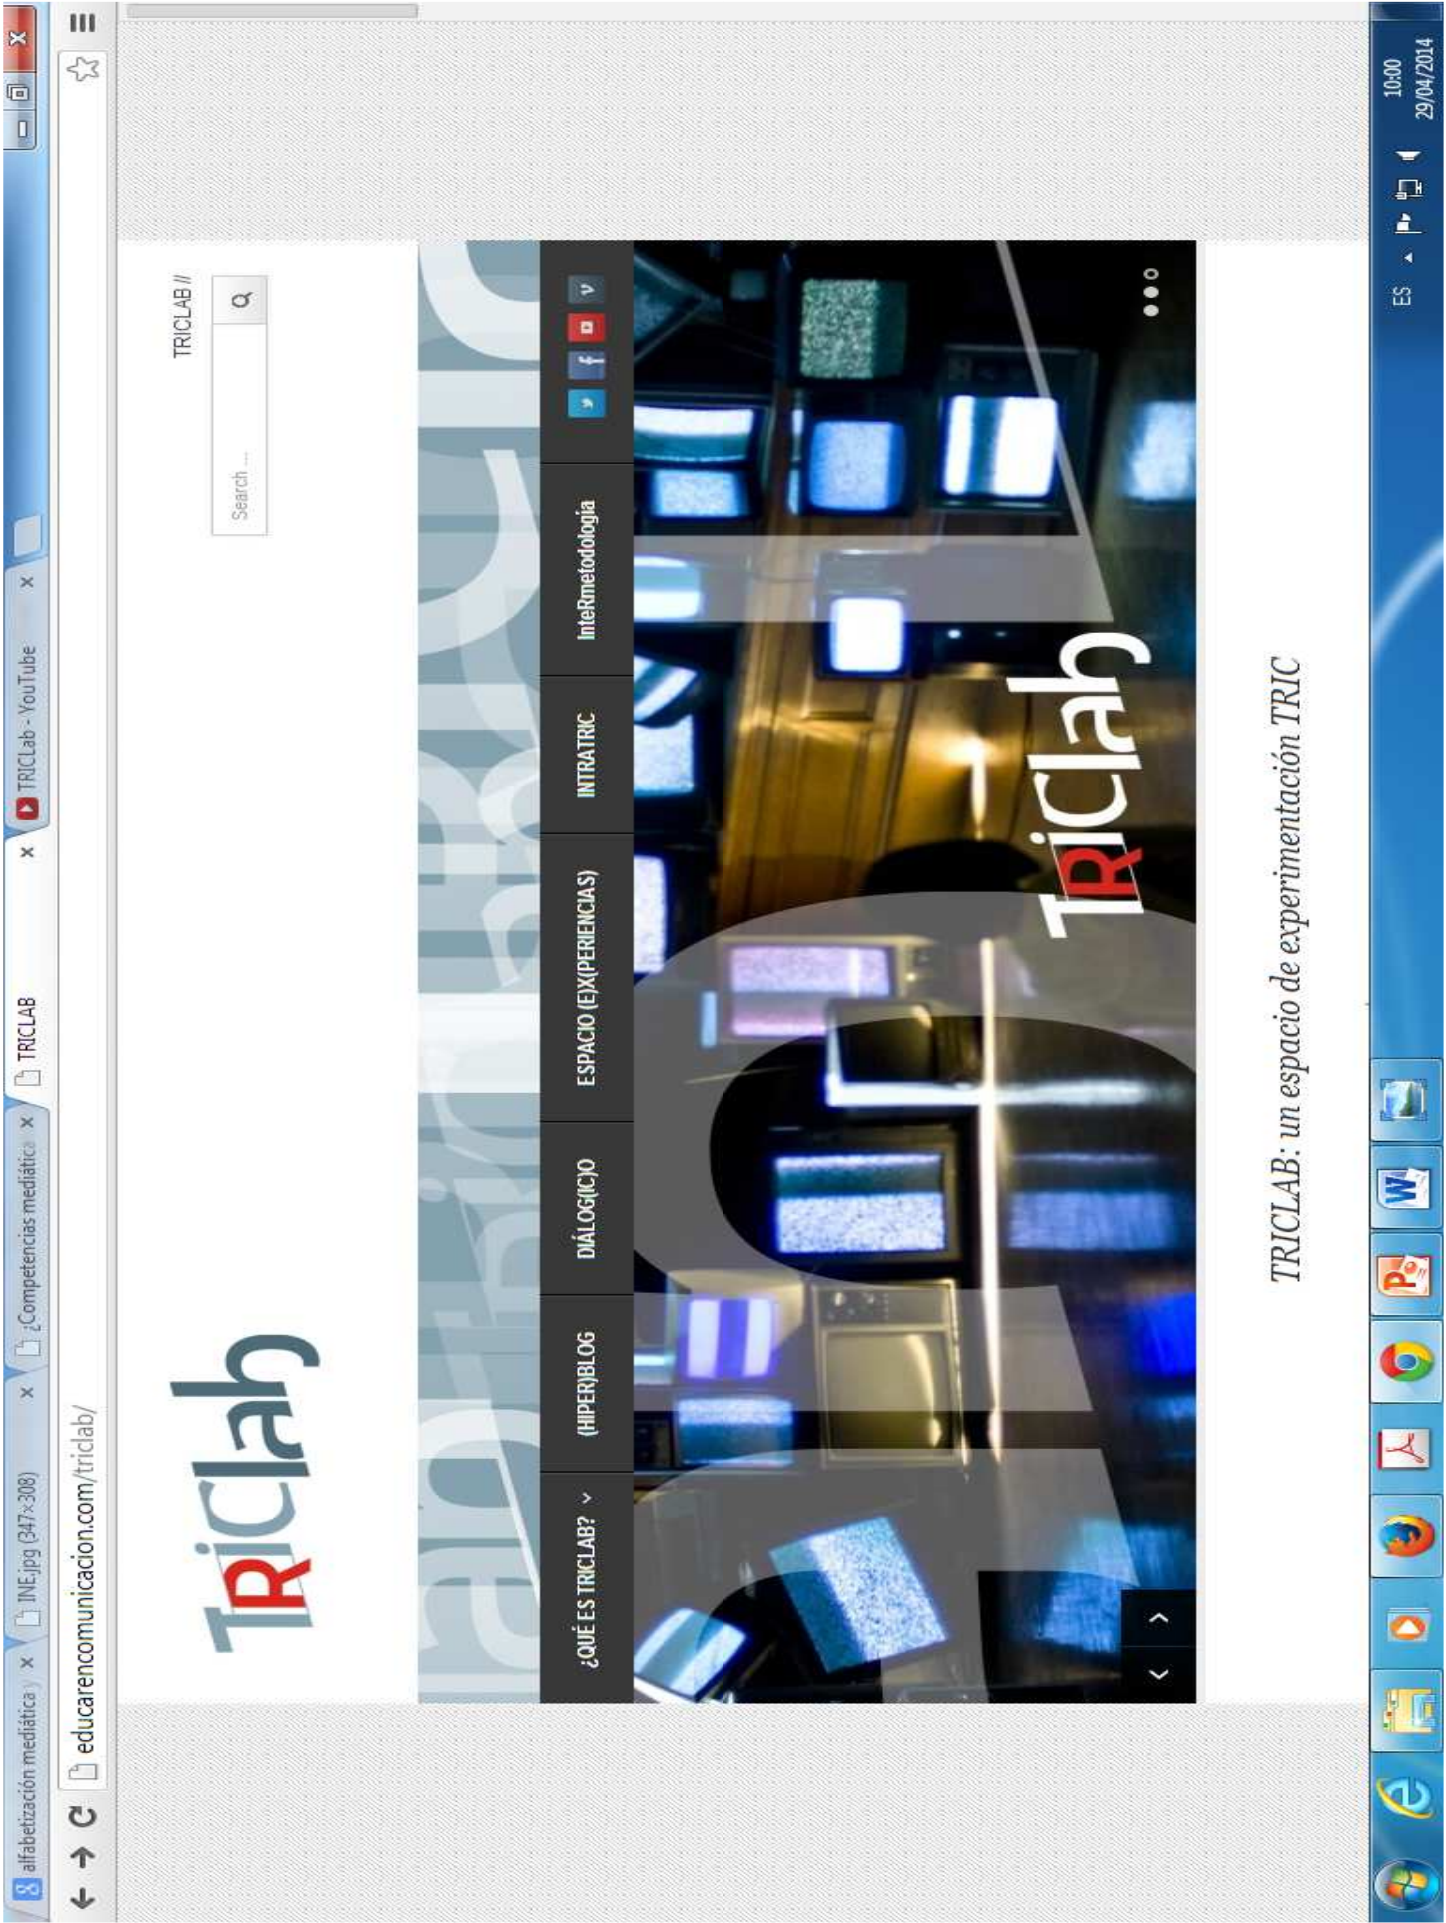 alfabetización mediática y
INE.jpg (347×308)
¿Competencias mediática
TRICLAB
TRICLab - YouTube
educarencomunicacion.com/triclab/
TRiClab
TRICLAB //
Search ...
¿QUÉ ES TRICLAB?
(HIPER)BLOG
DIÁLOG(IC)O
ESPACIO (E)X(PERIENCIAS)
INTRATRIC
InteRmetodología
TRiClab
TRICLAB: un espacio de experimentación TRIC
ES
10:00
29/04/2014